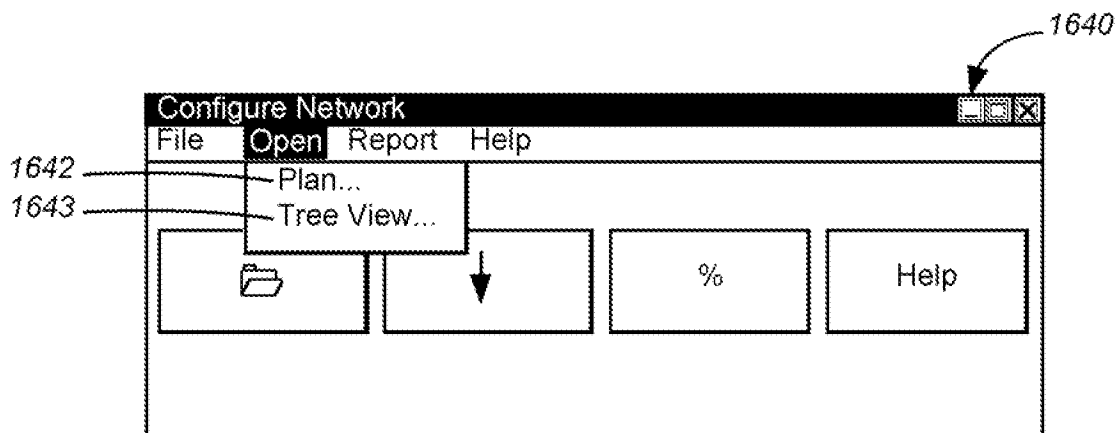 1640
Configure Network
File Open Report Help
1642 Plan...
1643 Tree View...
% Help